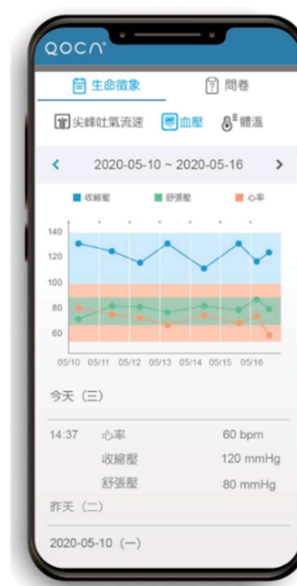 QOCA®
生命徵象 問卷
尖峰吐氣流速 血壓 體溫
2020-05-10 ~ 2020-05-16
收縮壓 舒張壓 心率
140
120
100
80
60
05/10 05/11 05/12 05/13 05/14 05/15 05/16
今天 (三)
14:37 心率 60 bpm
收縮壓 120 mmHg
舒張壓 80 mmHg
昨天 (二)
2020-05-10 (一)